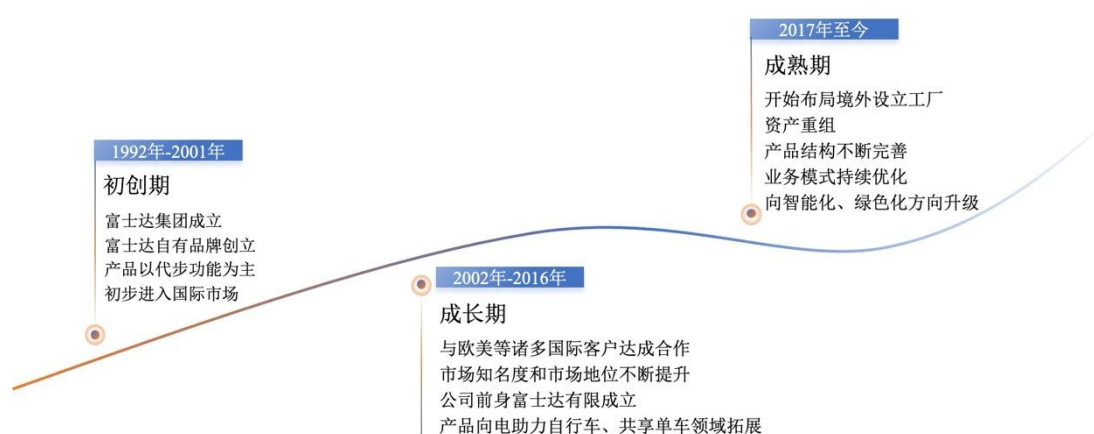 1992年-2001年
初创期
富士达集团成立
富士达自有品牌创立
产品以代步功能为主
初步进入国际市场
2002年-2016年
成长期
与欧美等诸多国际客户达成合作
市场知名度和市场地位不断提升
公司前身富士达有限成立
产品向电助力自行车、共享单车领域拓展
2017年至今
成熟期
开始布局境外设立工厂
资产重组
产品结构不断完善
业务模式持续优化
向智能化、绿色化方向升级